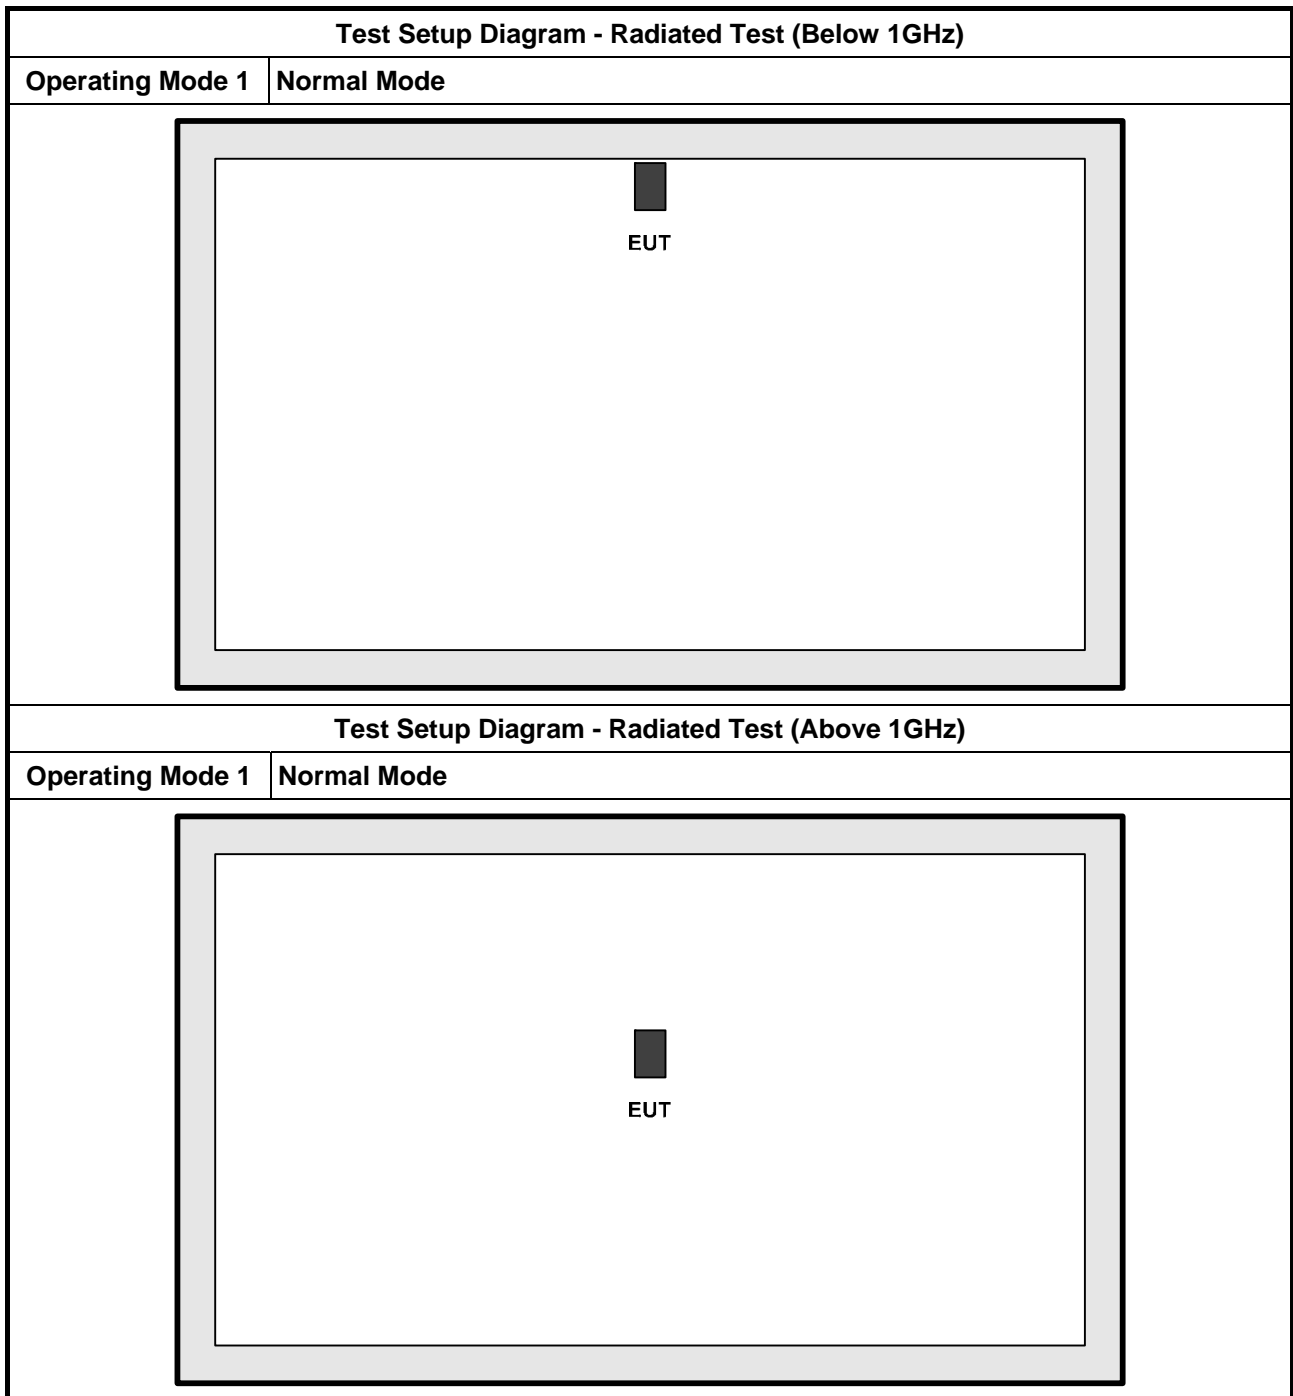 Test Setup Diagram - Radiated Test (Below 1GHz)
Operating Mode 1 Normal Mode
EUT
Test Setup Diagram - Radiated Test (Above 1GHz)
Operating Mode 1 Normal Mode
EUT